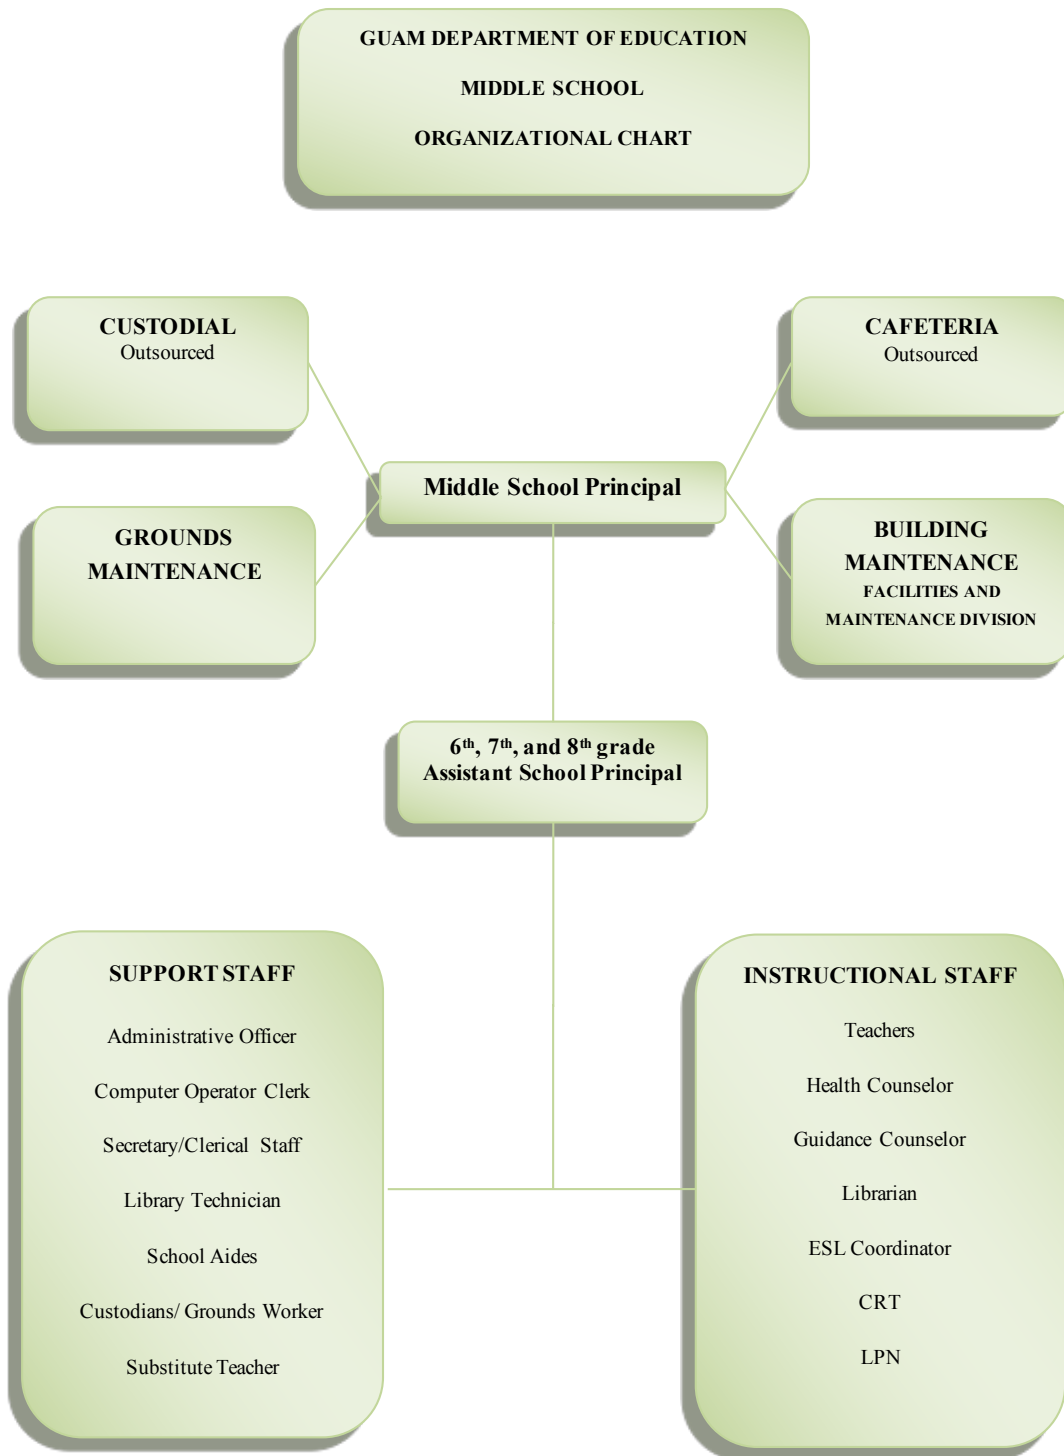 GUAM DEPARTMENT OF EDUCATION
MIDDLE SCHOOL
ORGANIZATIONAL CHART
CUSTODIAL
Outsourced
CAFETERIA
Outsourced
Middle School Principal
GROUNDS
MAINTENANCE
BUILDING
MAINTENANCE
FACILITIES AND
MAINTENANCE DIVISION
6th, 7th, and 8th grade
Assistant School Principal
SUPPORT STAFF
Administrative Officer
Computer Operator Clerk
Secretary/Clerical Staff
Library Technician
School Aides
Custodians/ Grounds Worker
Substitute Teacher
INSTRUCTIONAL STAFF
Teachers
Health Counselor
Guidance Counselor
Librarian
ESL Coordinator
CRT
LPN